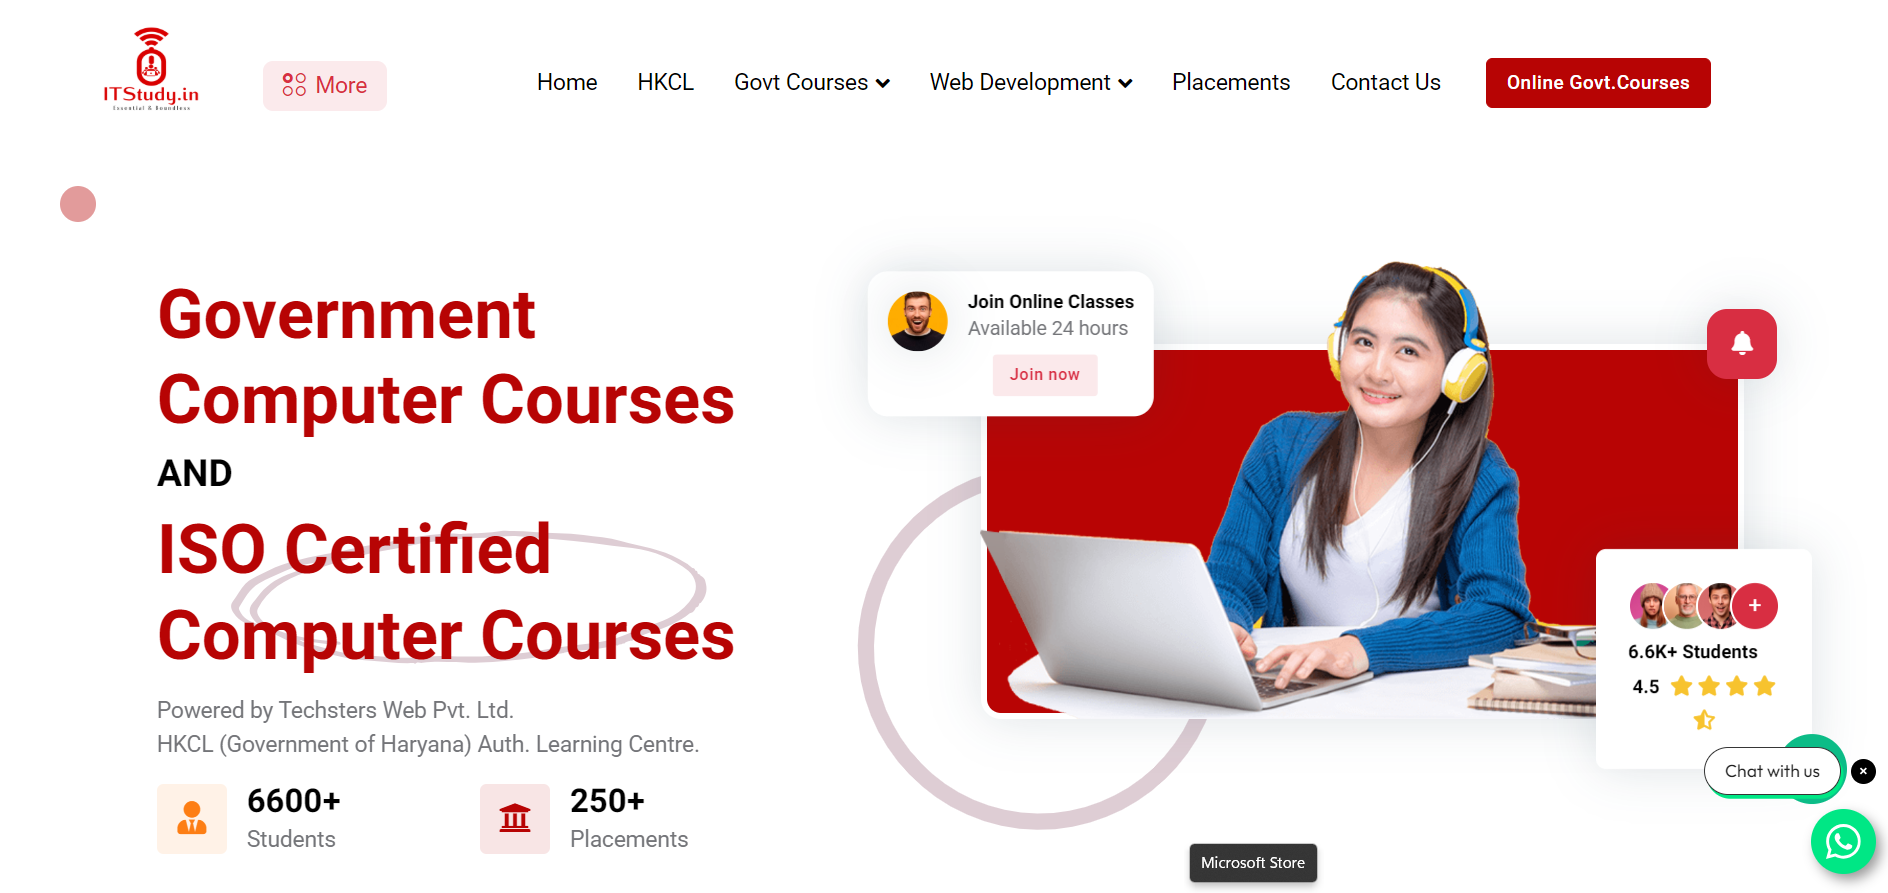 ITStudy.in
Essential & Boundless
More
Home
HKCL
Govt Courses
Web Development
Placements
Contact Us
Online Govt.Courses
Government
Computer Courses
AND
ISO Certified
Computer Courses
Powered by Techsters Web Pvt. Ltd.
HKCL (Government of Haryana) Auth. Learning Centre.
6600+
Students
250+
Placements
Join Online Classes
Available 24 hours
Join now
+
6.6K+ Students
4.5
Chat with us
×
Microsoft Store